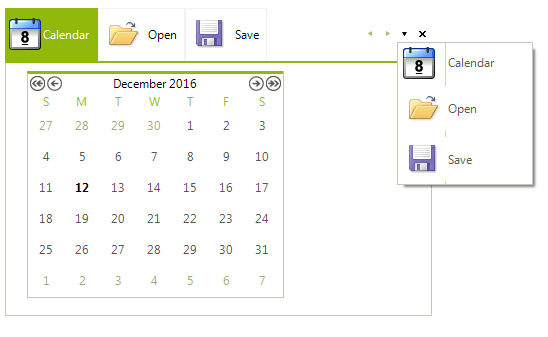 8 Calendar Open Save
8 Calendar
Open
Save
December 2016
S M T W T F S
27 28 29 30 1 2 3
4 5 6 7 8 9 10
11 12 13 14 15 16 17
18 19 20 21 22 23 24
25 26 27 28 29 30 31
1 2 3 4 5 6 7